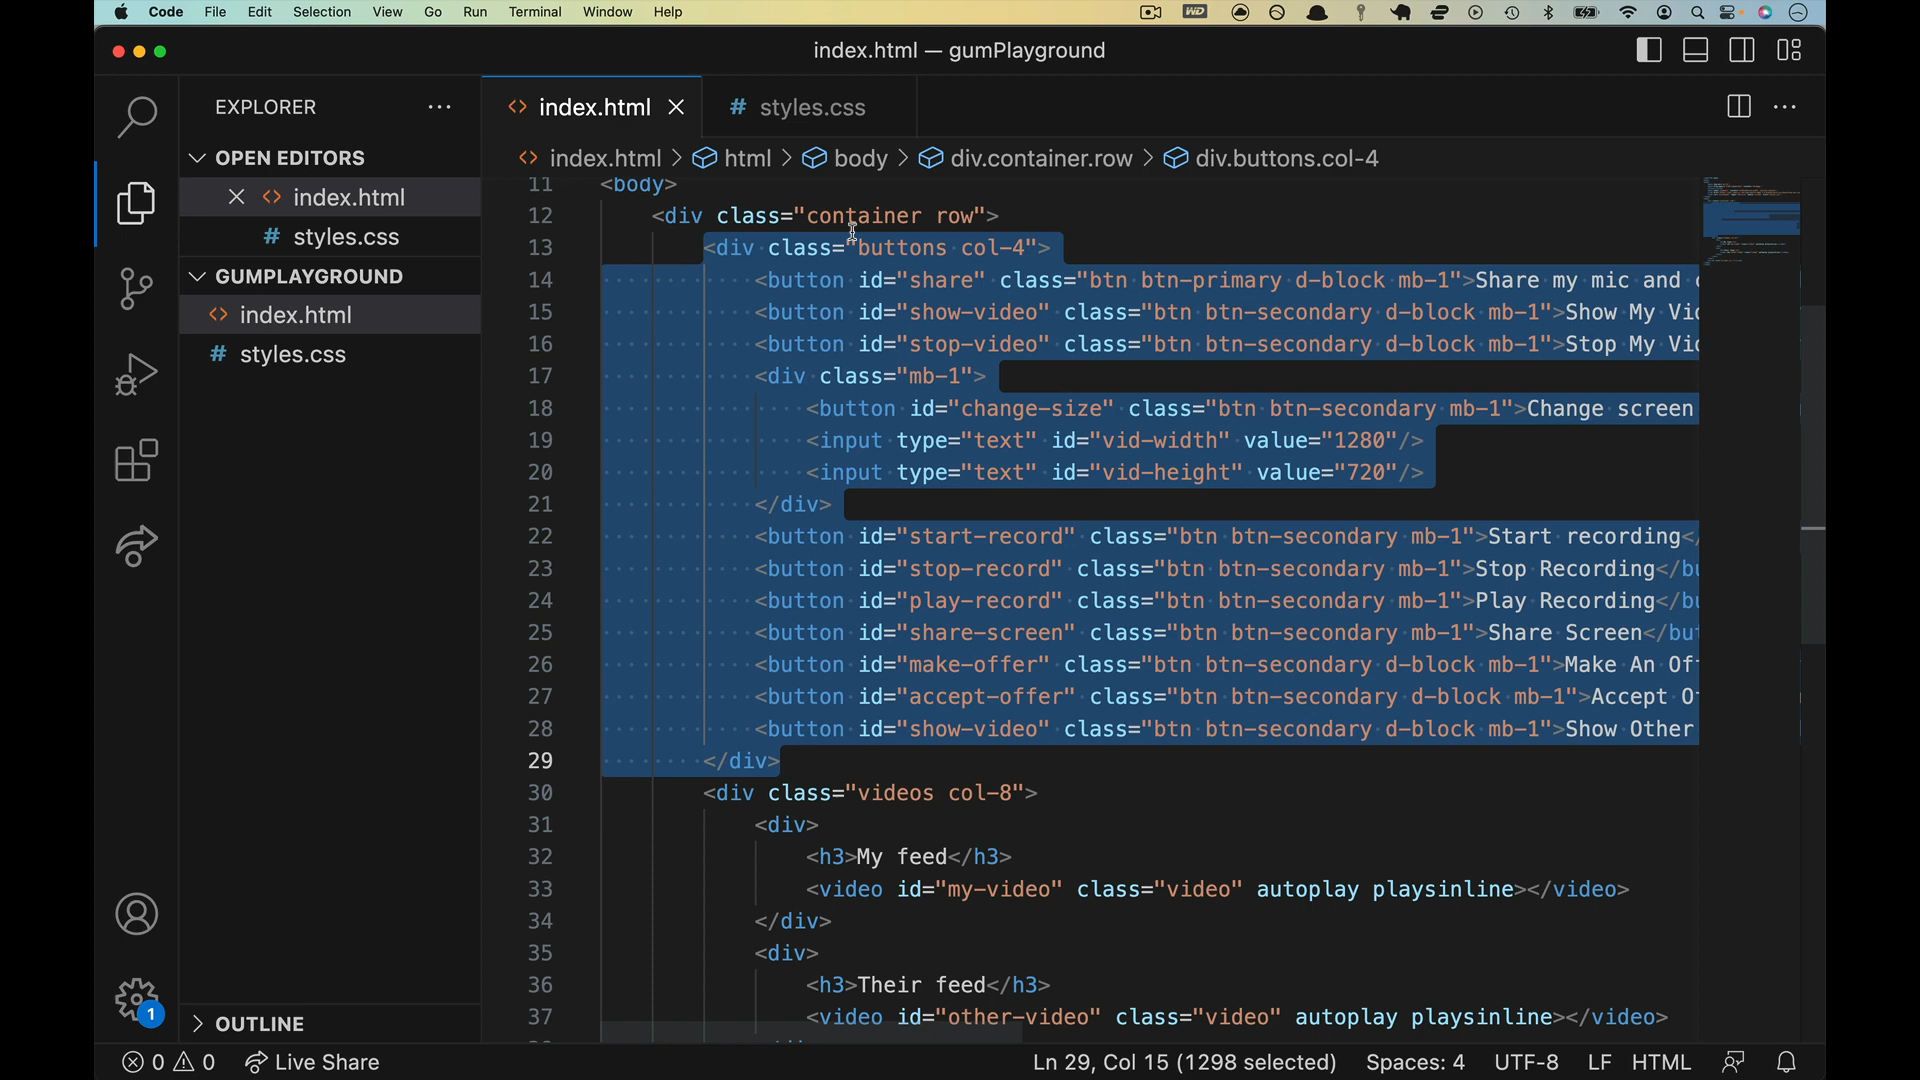 Code File Edit Selection View Go Run Terminal Window Help
WD
index.html — gumPlayground
EXPLORER
OPEN EDITORS
index.html
styles.css
GUMPLAYGROUND
index.html
styles.css
OUTLINE
1
index.html
# styles.css
index.html > html > body > div.container.row > div.buttons.col-4
11 <body>
12 <div class="container row">
13 <div class="buttons col-4">
14 <button id="share" class="btn btn-primary d-block mb-1">Share my mic and
15 <button id="show-video" class="btn btn-secondary d-block mb-1">Show My Vi
16 <button id="stop-video" class="btn btn-secondary d-block mb-1">Stop My Vi
17 <div class="mb-1">
18 <button id="change-size" class="btn btn-secondary mb-1">Change screen
19 <input type="text" id="vid-width" value="1280"/>
20 <input type="text" id="vid-height" value="720"/>
21 </div>
22 <button id="start-record" class="btn btn-secondary mb-1">Start recording</
23 <button id="stop-record" class="btn btn-secondary mb-1">Stop Recording</bu
24 <button id="play-record" class="btn btn-secondary mb-1">Play Recording</bu
25 <button id="share-screen" class="btn btn-secondary mb-1">Share Screen</but
26 <button id="make-offer" class="btn btn-secondary d-block mb-1">Make An Of
27 <button id="accept-offer" class="btn btn-secondary d-block mb-1">Accept O
28 <button id="show-video" class="btn btn-secondary d-block mb-1">Show Other
29 </div>
30 <div class="videos col-8">
31 <div>
32 <h3>My feed</h3>
33 <video id="my-video" class="video" autoplay playsinline></video>
34 </div>
35 <div>
36 <h3>Their feed</h3>
37 <video id="other-video" class="video" autoplay playsinline></video>
0 0 Live Share Ln 29, Col 15 (1298 selected) Spaces: 4 UTF-8 LF HTML